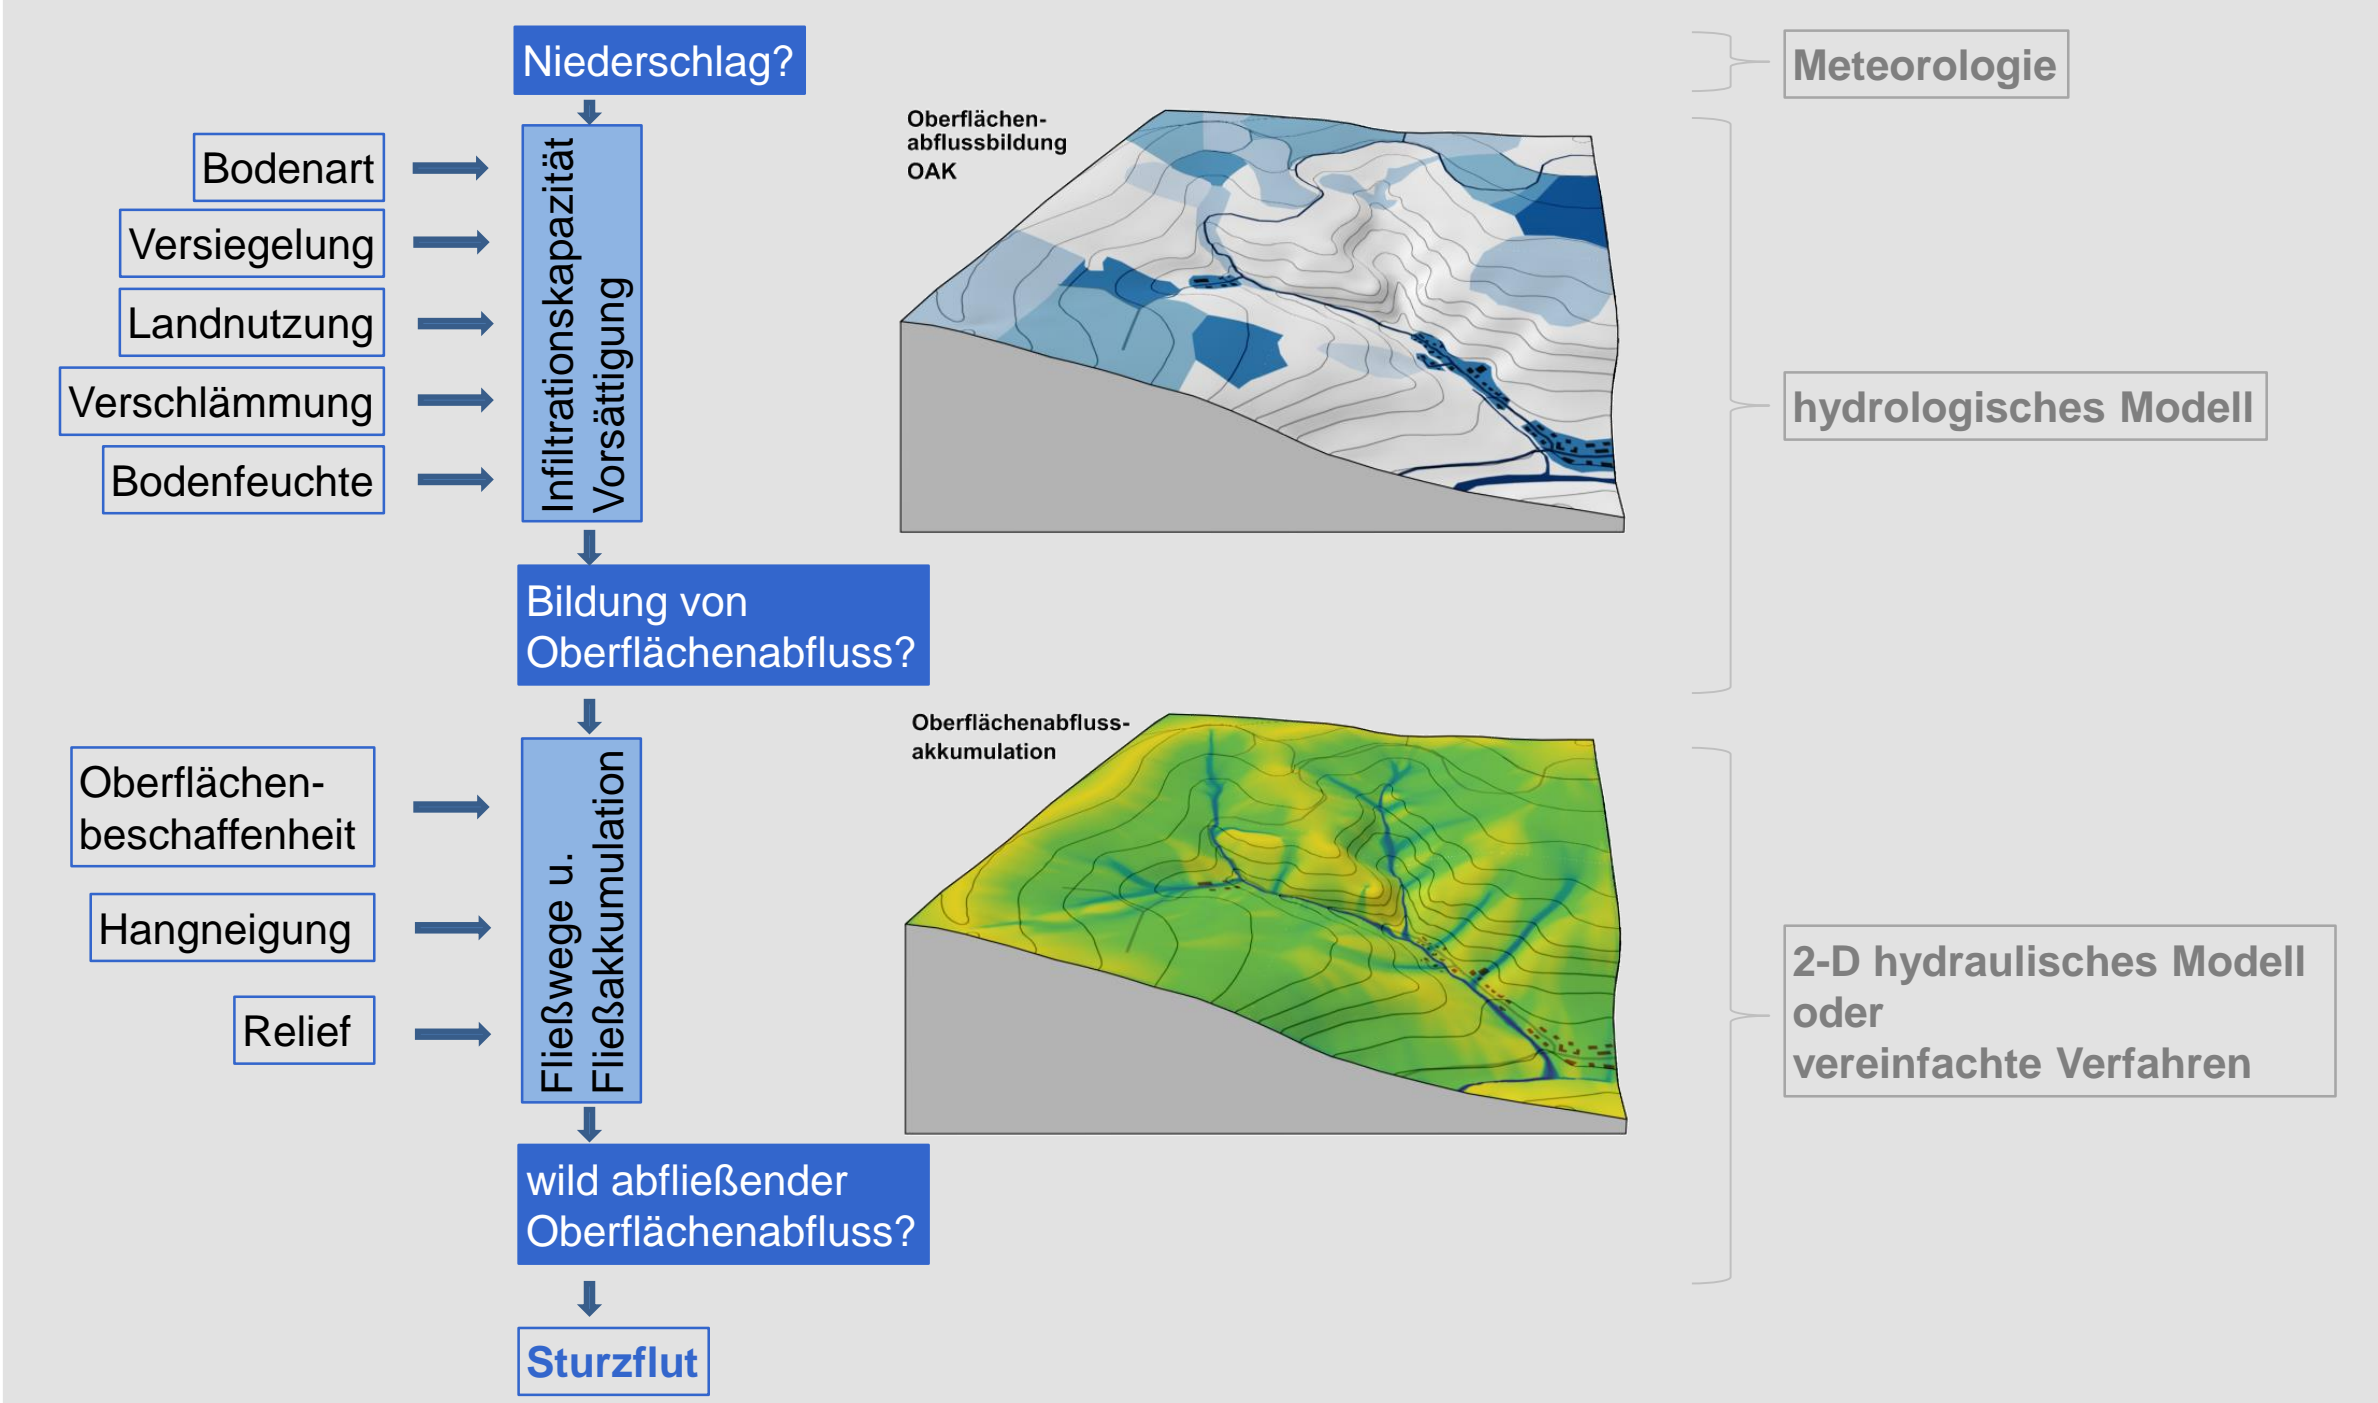 Niederschlag?
Meteorologie
Bodenart
Versiegelung
Landnutzung
Verschlämmung
Bodenfeuchte
Infiltrationskapazität
Vorsättigung
Oberflächen-
abflussbildung
OAK
hydrologisches Modell
Bildung von
Oberflächenabfluss?
Oberflächen-
beschaffenheit
Hangneigung
Relief
Fließwege u.
Fließakkumulation
Oberflächenabfluss-
akkumulation
2-D hydraulisches Modell
oder
vereinfachte Verfahren
wild abfließender
Oberflächenabfluss?
Sturzflut